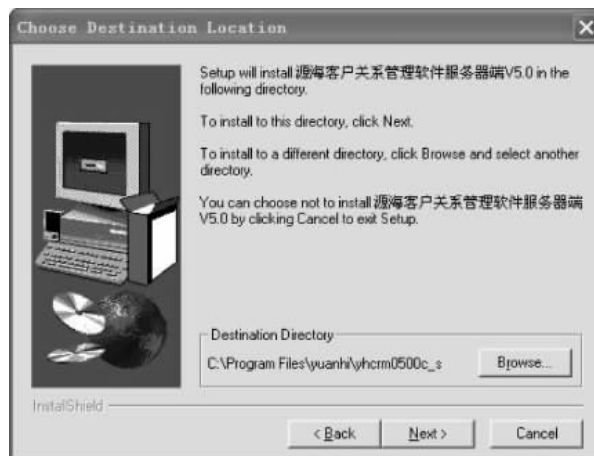 Choose Destination Location
Setup will install 源海客户关系管理软件服务器端V5.0 in the
following directory.
To install to this directory, click Next.
To install to a different directory, click Browse and select another
directory.
You can choose not to install 源海客户关系管理软件服务器端
V5.0 by clicking Cancel to exit Setup.
Destination Directory
C:\Program Files\yuanhi\yhcrm0500c_s
Browse...
InstallShield
< Back
Next >
Cancel